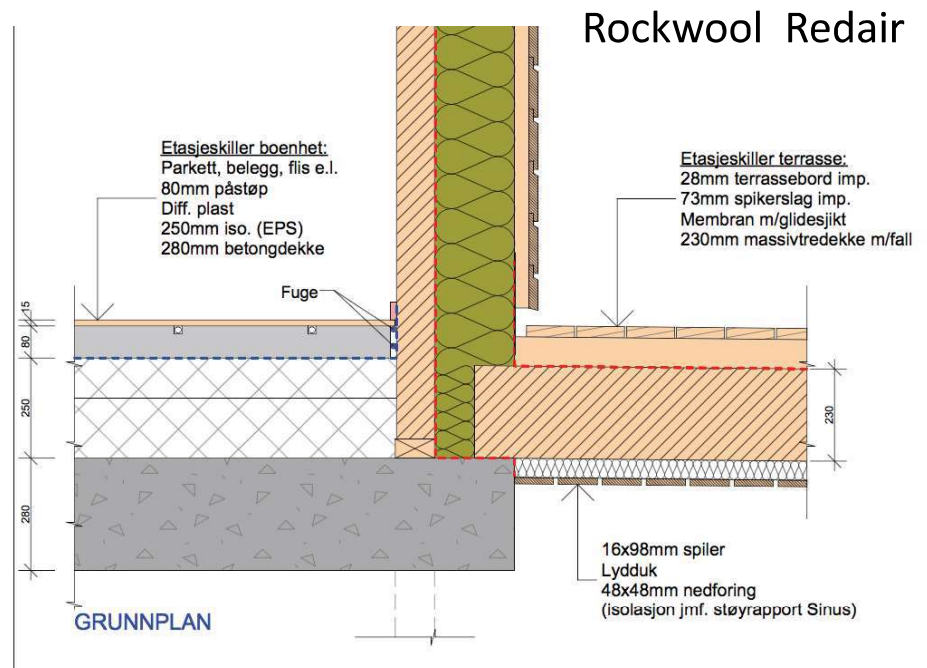 Rockwool Redair
Etasjeskiller boenhet:
Parkett, belegg, flis e.l.
80mm påstøp
Diff. plast
250mm iso. (EPS)
280mm betongdekke
Etasjeskiller terrasse:
28mm terrassebord imp.
73mm spikerslag imp.
Membran m/glidesjikt
230mm massivtredekke m/fall
Fuge
15
80
250
280
230
16x98mm spiler
Lydduk
48x48mm nedforing
(isolasjon jmf. støyrapport Sinus)
GRUNNPLAN